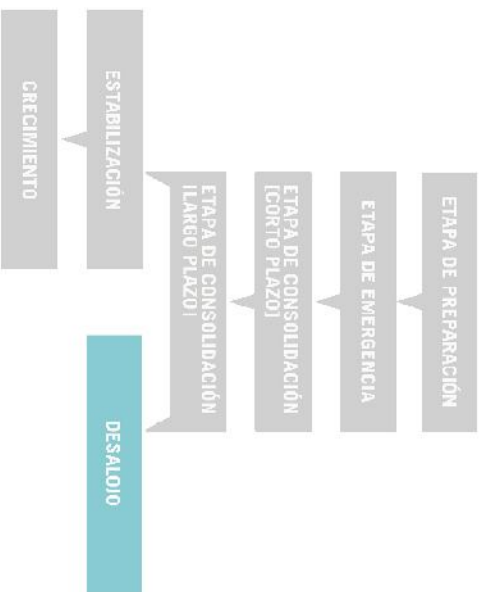 ETAPA DE PREPARACIÓN
ETAPA DE EMERGENCIA
ETAPA DE CONSOLIDACIÓN
[CORTO PLAZO]
ETAPA DE CONSOLIDACIÓN
[LARGO PLAZO]
ESTABILIZACIÓN
DESALOJO
CRECIMIENTO